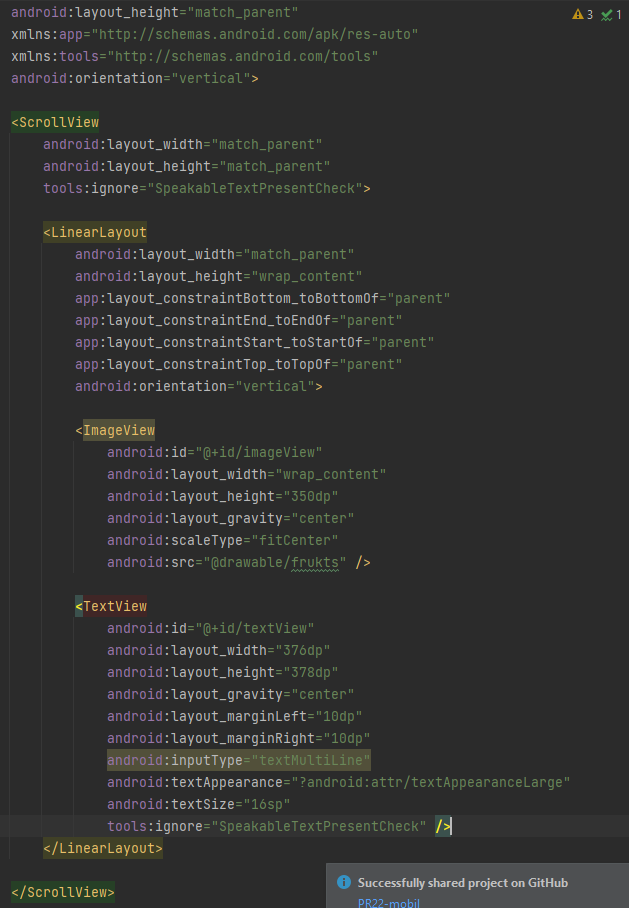 android:layout_height="match_parent"
3 1
xmlns:app="http://schemas.android.com/apk/res-auto"
xmlns:tools="http://schemas.android.com/tools"
android:orientation="vertical">
<ScrollView
android:layout_width="match_parent"
android:layout_height="match_parent"
tools:ignore="SpeakableTextPresentCheck">
<LinearLayout
android:layout_width="match_parent"
android:layout_height="wrap_content"
app:layout_constraintBottom_toBottomOf="parent"
app:layout_constraintEnd_toEndOf="parent"
app:layout_constraintStart_toStartOf="parent"
app:layout_constraintTop_toTopOf="parent"
android:orientation="vertical">
<ImageView
android:id="@+id/imageView"
android:layout_width="wrap_content"
android:layout_height="350dp"
android:layout_gravity="center"
android:scaleType="fitCenter"
android:src="@drawable/frukts" />
<TextView
android:id="@+id/textView"
android:layout_width="376dp"
android:layout_height="378dp"
android:layout_gravity="center"
android:layout_marginLeft="10dp"
android:layout_marginRight="10dp"
android:inputType="textMultiLine"
android:textAppearance="?android:attr/textAppearanceLarge"
android:textSize="16sp"
tools:ignore="SpeakableTextPresentCheck" />
</LinearLayout>
</ScrollView>
Successfully shared project on GitHub
PR22-mobil